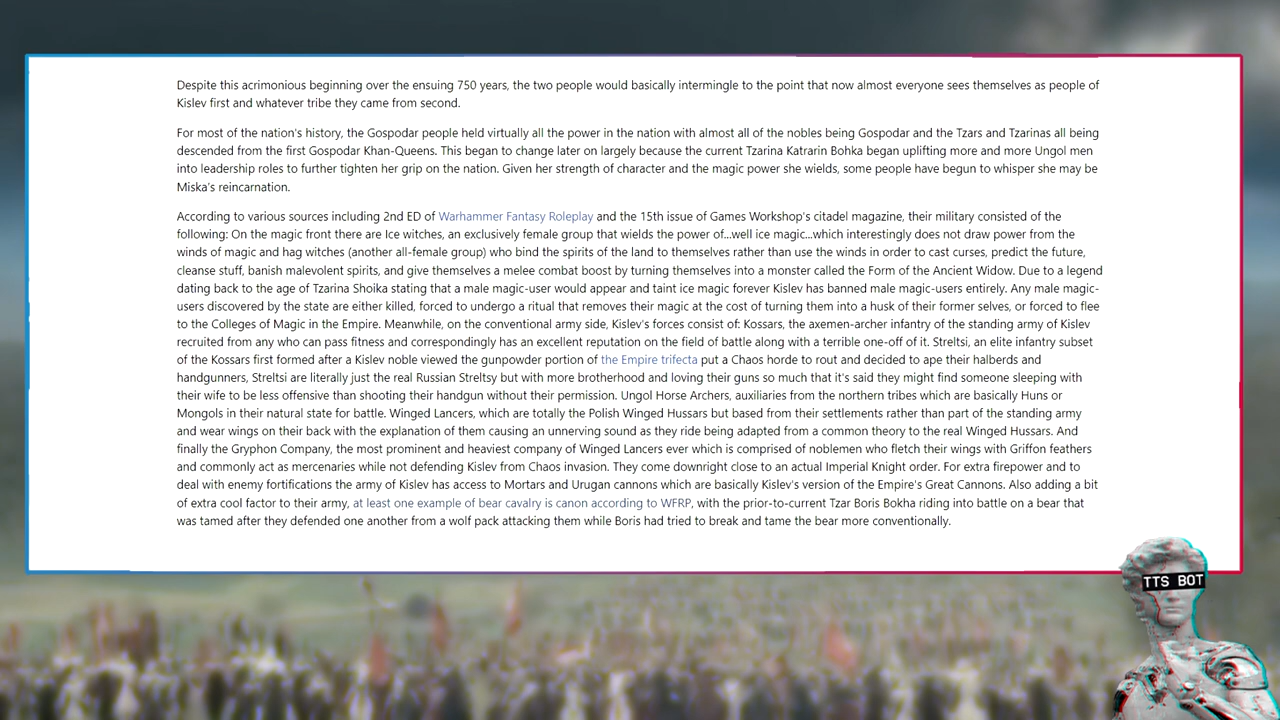 Despite this acrimonious beginning over the ensuing 750 years, the two people would basically intermingle to the point that now almost everyone sees themselves as people of
Kislev first and whatever tribe they came from second.
For most of the nation's history, the Gospodar people held virtually all the power in the nation with almost all of the nobles being Gospodar and the Tzars and Tzarinas all being
descended from the first Gospodar Khan-Queens. This began to change later on largely because the current Tzarina Katrarin Bohka began uplifting more and more Ungol men
into leadership roles to further tighten her grip on the nation. Given her strength of character and the magic power she wields, some people have begun to whisper she may be
Miska's reincarnation.
According to various sources including 2nd ED of Warhammer Fantasy Roleplay and the 15th issue of Games Workshop's citadel magazine, their military consisted of the
following: On the magic front there are Ice witches, an exclusively female group that wields the power of...well ice magic...which interestingly does not draw power from the
winds of magic and hag witches (another all-female group) who bind the spirits of the land to themselves rather than use the winds in order to cast curses, predict the future,
cleanse stuff, banish malevolent spirits, and give themselves a melee combat boost by turning themselves into a monster called the Form of the Ancient Widow. Due to a legend
dating back to the age of Tzarina Shoika stating that a male magic-user would appear and taint ice magic forever Kislev has banned male magic-users entirely. Any male magic-
users discovered by the state are either killed, forced to undergo a ritual that removes their magic at the cost of turning them into a husk of their former selves, or forced to flee
to the Colleges of Magic in the Empire. Meanwhile, on the conventional army side, Kislev's forces consist of: Kossars, the axemen-archer infantry of the standing army of Kislev
recruited from any who can pass fitness and correspondingly has an excellent reputation on the field of battle along with a terrible one-off of it. Streltsi, an elite infantry subset
of the Kossars first formed after a Kislev noble viewed the gunpowder portion of the Empire trifecta put a Chaos horde to rout and decided to ape their halberds and
handgunners, Streltsi are literally just the real Russian Streltsy but with more brotherhood and loving their guns so much that it's said they might find someone sleeping with
their wife to be less offensive than shooting their handgun without their permission. Ungol Horse Archers, auxiliaries from the northern tribes which are basically Huns or
Mongols in their natural state for battle. Winged Lancers, which are totally the Polish Winged Hussars but based from their settlements rather than part of the standing army
and wear wings on their back with the explanation of them causing an unnerving sound as they ride being adapted from a common theory to the real Winged Hussars. And
finally the Gryphon Company, the most prominent and heaviest company of Winged Lancers ever which is comprised of noblemen who fletch their wings with Griffon feathers
and commonly act as mercenaries while not defending Kislev from Chaos invasion. They come downright close to an actual Imperial Knight order. For extra firepower and to
deal with enemy fortifications the army of Kislev has access to Mortars and Urugan cannons which are basically Kislev's version of the Empire's Great Cannons. Also adding a bit
of extra cool factor to their army, at least one example of bear cavalry is canon according to WFRP, with the prior-to-current Tzar Boris Bokha riding into battle on a bear that
was tamed after they defended one another from a wolf pack attacking them while Boris had tried to break and tame the bear more conventionally.
TTS BOT